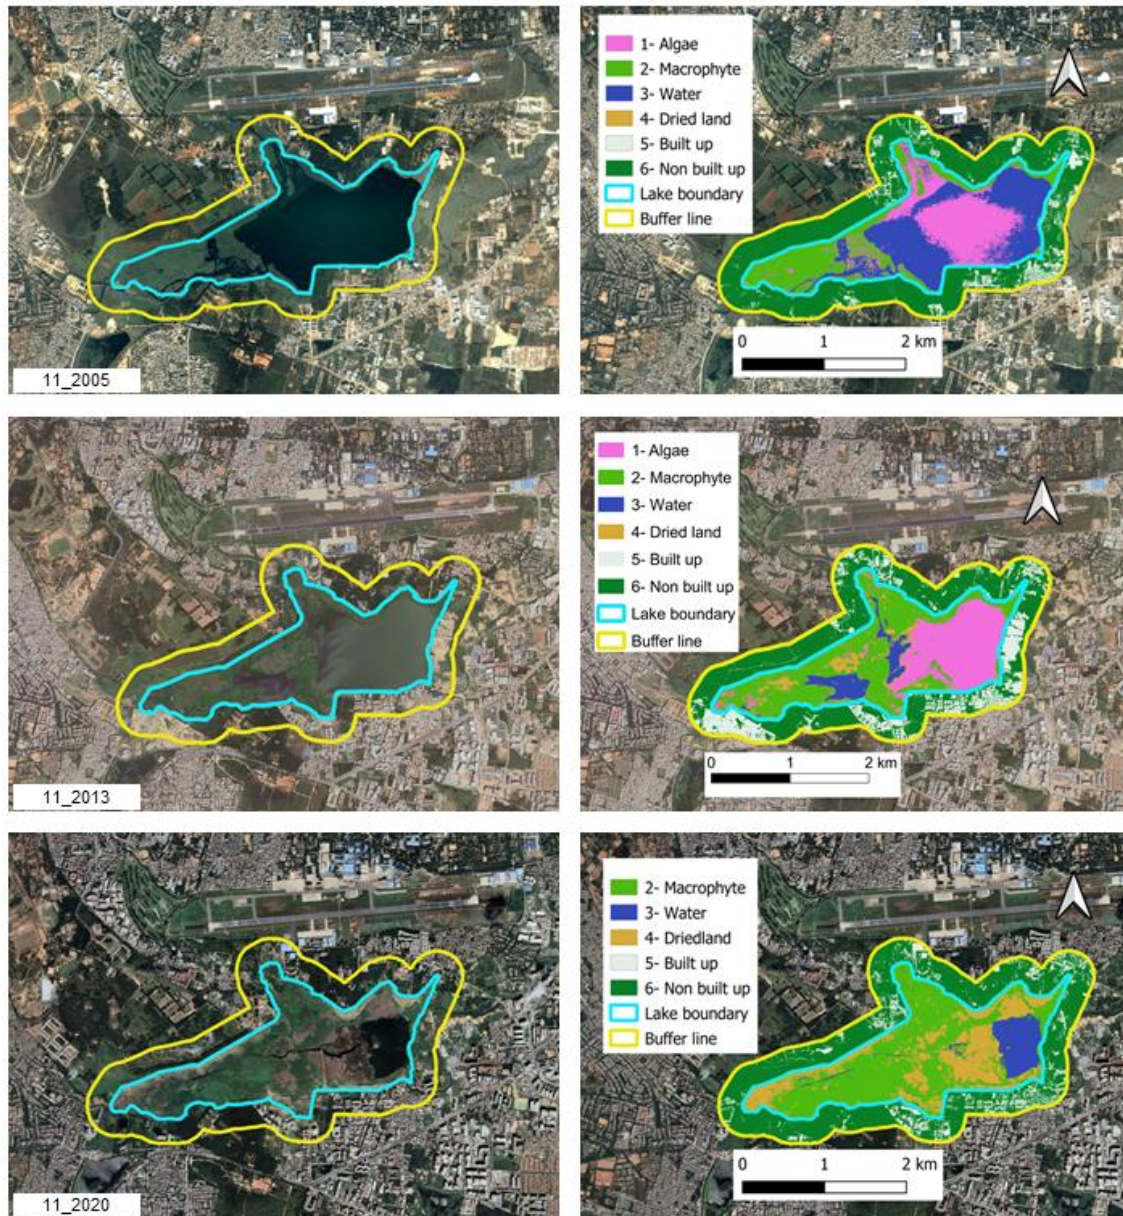 1- Algae
2- Macrophyte
3- Water
4- Dried land
5- Built up
6- Non built up
Lake boundary
Buffer line
0 1 2 km
11_2005
1- Algae
2- Macrophyte
3- Water
4- Dried land
5- Built up
6- Non built up
Lake boundary
Buffer line
0 1 2 km
11_2013
2- Macrophyte
3- Water
4- Driedland
5- Built up
6- Non built up
Lake boundary
Buffer line
0 1 2 km
11_2020